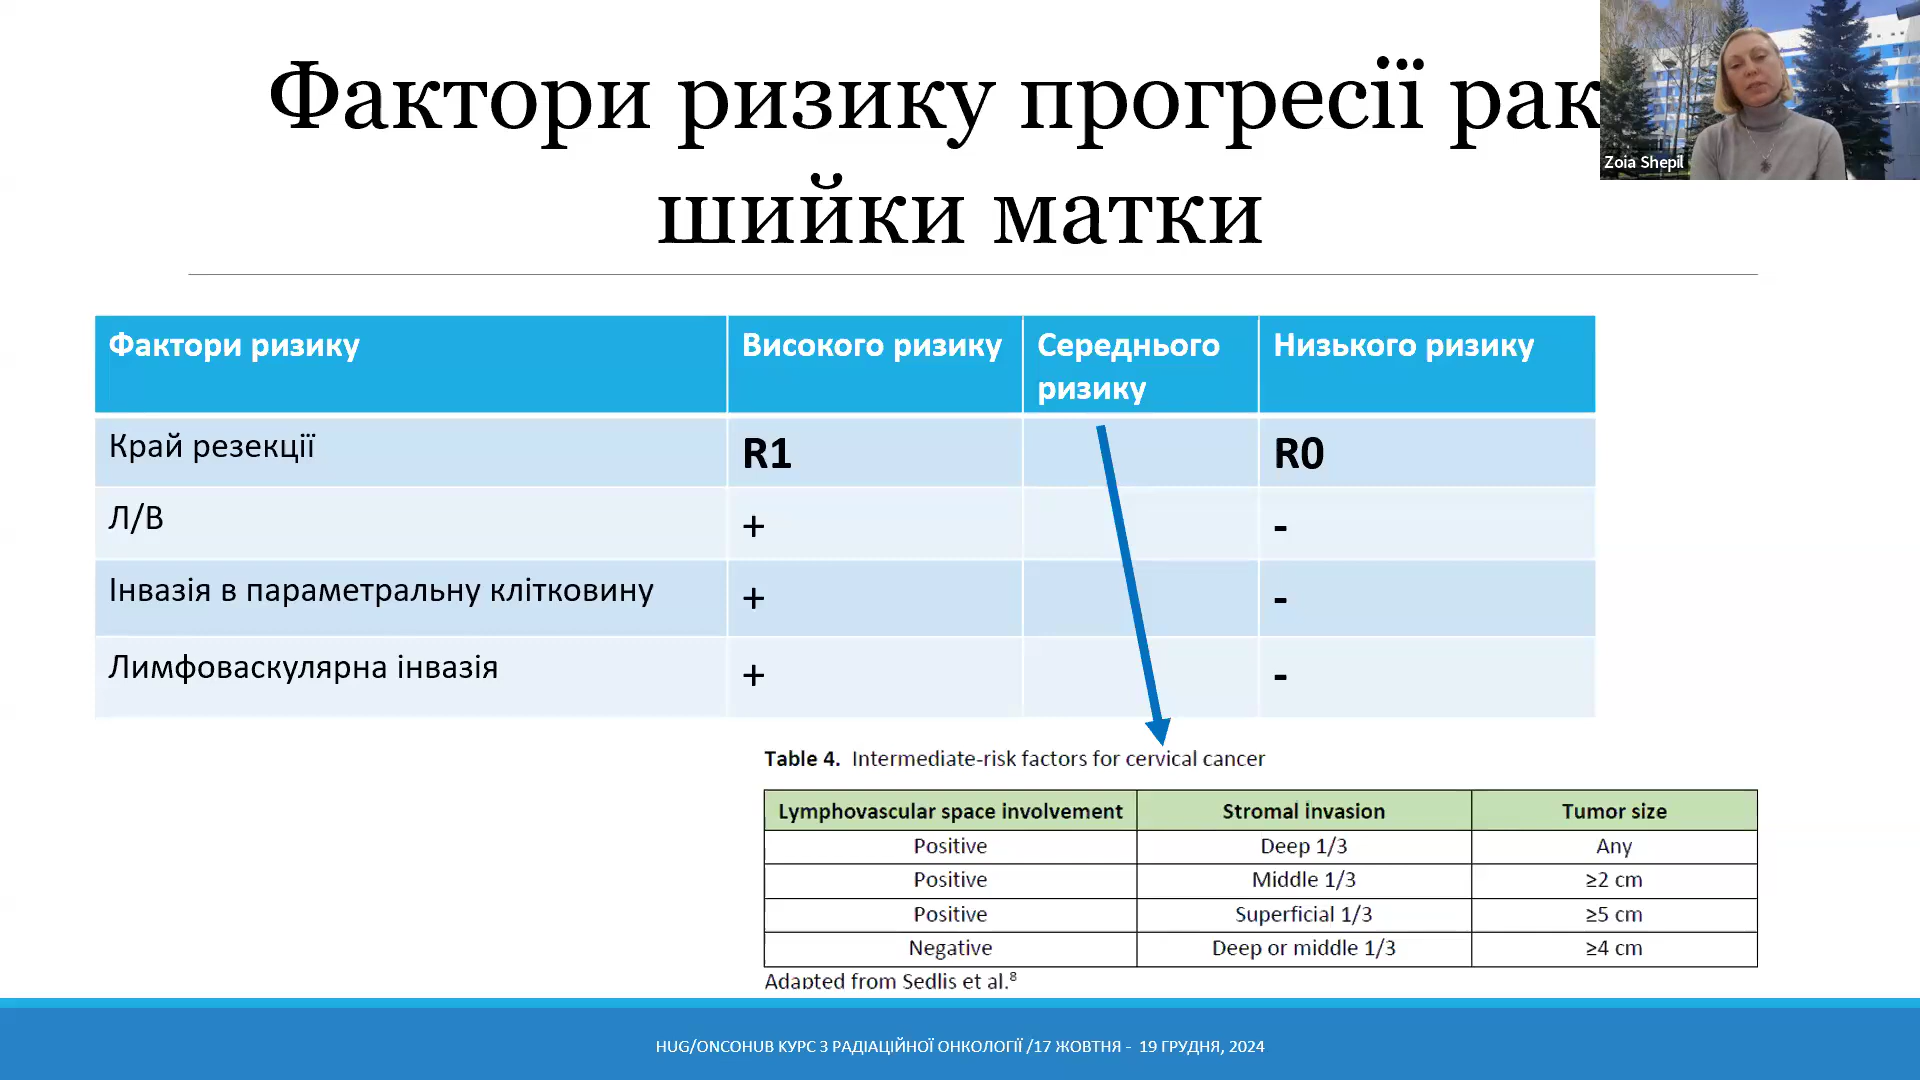 Фактори ризику прогресії рак
шийки матки
Zoia Shepil
Фактори ризику Високого ризику Середнього ризику Низького ризику
Край резекції R1 R0
Л/В + -
Інвазія в параметральну клітковину + -
Лимфоваскулярна інвазія + -
Table 4. Intermediate-risk factors for cervical cancer
Lymphovascular space involvement Stromal invasion Tumor size
Positive Deep 1/3 Any
Positive Middle 1/3 ≥2 cm
Positive Superficial 1/3 ≥5 cm
Negative Deep or middle 1/3 ≥4 cm
Adapted from Sedlis et al.⁸
HUG/ONCOHUB КУРС З РАДІАЦІЙНОЇ ОНКОЛОГІЇ /17 ЖОВТНЯ - 19 ГРУДНЯ, 2024